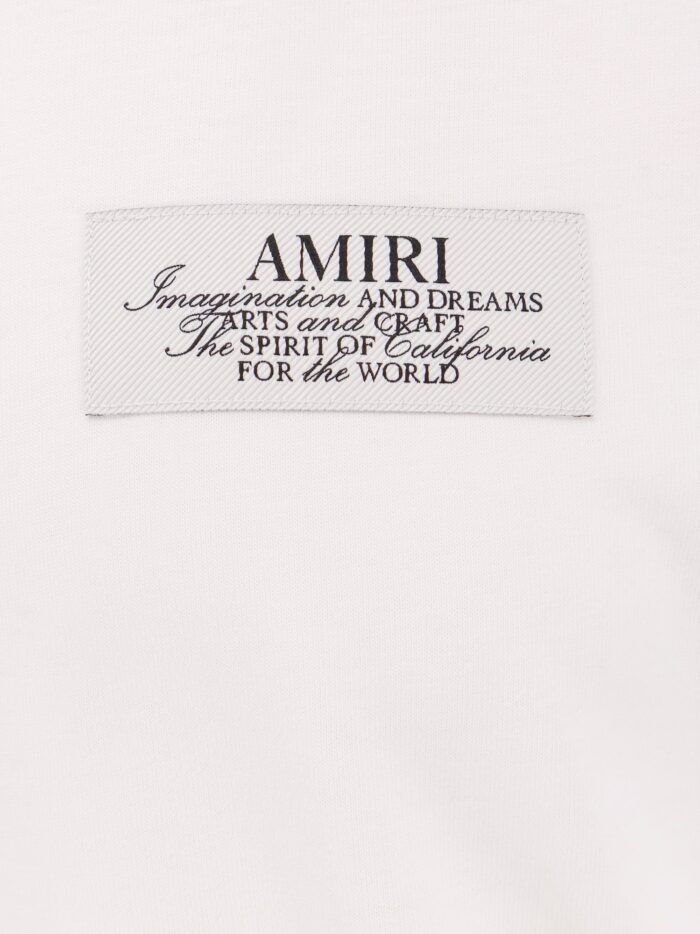 AMIRI
Imagination AND DREAMS
ARTS and CRAFT
The SPIRIT OF California
FOR the WORLD